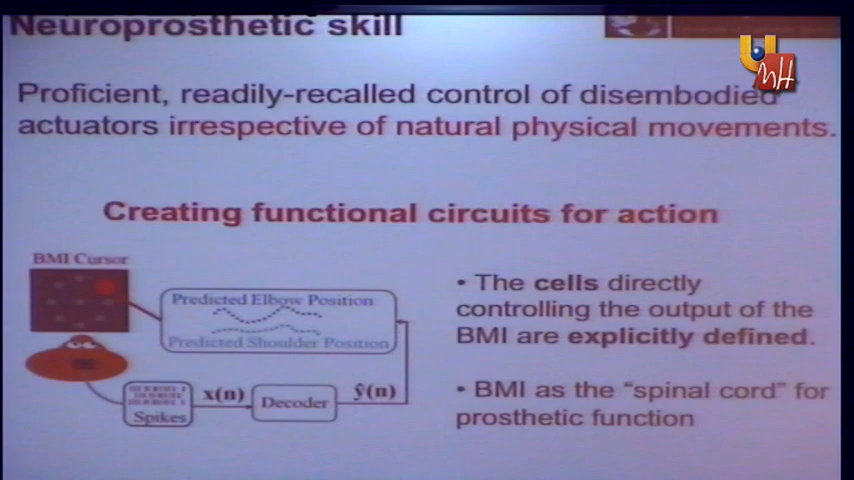 Neuroprosthetic skill
Proficient, readily-recalled control of disembodied
actuators irrespective of natural physical movements.
Creating functional circuits for action
BMI Cursor
Predicted Elbow Position
Predicted Shoulder Position
Spikes
x(n)
Decoder
ŷ(n)
• The cells directly
controlling the output of the
BMI are explicitly defined.
• BMI as the “spinal cord” for
prosthetic function
U
MH